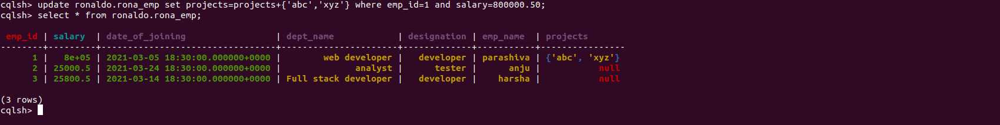 cqlsh> update ronaldo.rona_emp set projects=projects+{'abc','xyz'} where emp_id=1 and salary=800000.50;
cqlsh> select * from ronaldo.rona_emp;
 emp_id | salary  | date_of_joining                 | dept_name            | designation | emp_name  | projects
--------+---------+---------------------------------+----------------------+-------------+-----------+----------------
      1 |   8e+05 | 2021-03-05 18:30:00.000000+0000 |        web developer |   developer | parashiva | {'abc', 'xyz'}
      2 | 25000.5 | 2021-03-24 18:30:00.000000+0000 |              analyst |      tester |      anju |           null
      3 | 25800.5 | 2021-03-14 18:30:00.000000+0000 | Full stack developer |   developer |    harsha |           null
(3 rows)
cqlsh>